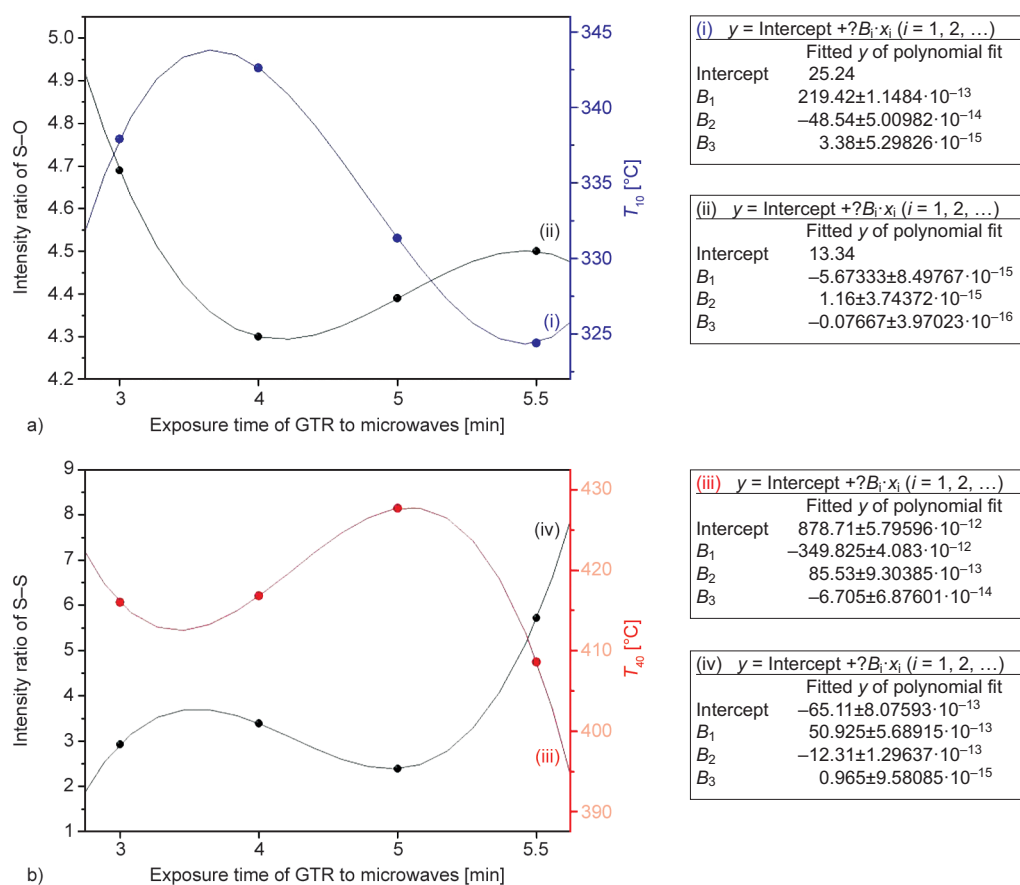 5.0
4.9
4.8
4.7
4.6
4.5
4.4
4.3
4.2
Intensity ratio of S–O
345
340
335
330
325
T10 [°C]
(ii)
(i)
3 4 5 5.5
a) Exposure time of GTR to microwaves [min]
(i) y = Intercept +?Bi·xi (i = 1, 2, …)
Fitted y of polynomial fit
Intercept 25.24
B1 219.42±1.1484·10–13
B2 –48.54±5.00982·10–14
B3 3.38±5.29826·10–15
(ii) y = Intercept +?Bi·xi (i = 1, 2, …)
Fitted y of polynomial fit
Intercept 13.34
B1 –5.67333±8.49767·10–15
B2 1.16±3.74372·10–15
B3 –0.07667±3.97023·10–16
9
8
7
6
5
4
3
2
1
Intensity ratio of S–S
430
420
410
400
390
T40 [°C]
(iv)
(iii)
3 4 5 5.5
b) Exposure time of GTR to microwaves [min]
(iii) y = Intercept +?Bi·xi (i = 1, 2, …)
Fitted y of polynomial fit
Intercept 878.71±5.79596·10–12
B1 –349.825±4.083·10–12
B2 85.53±9.30385·10–13
B3 –6.705±6.87601·10–14
(iv) y = Intercept +?Bi·xi (i = 1, 2, …)
Fitted y of polynomial fit
Intercept –65.11±8.07593·10–13
B1 50.925±5.68915·10–13
B2 –12.31±1.29637·10–13
B3 0.965±9.58085·10–15